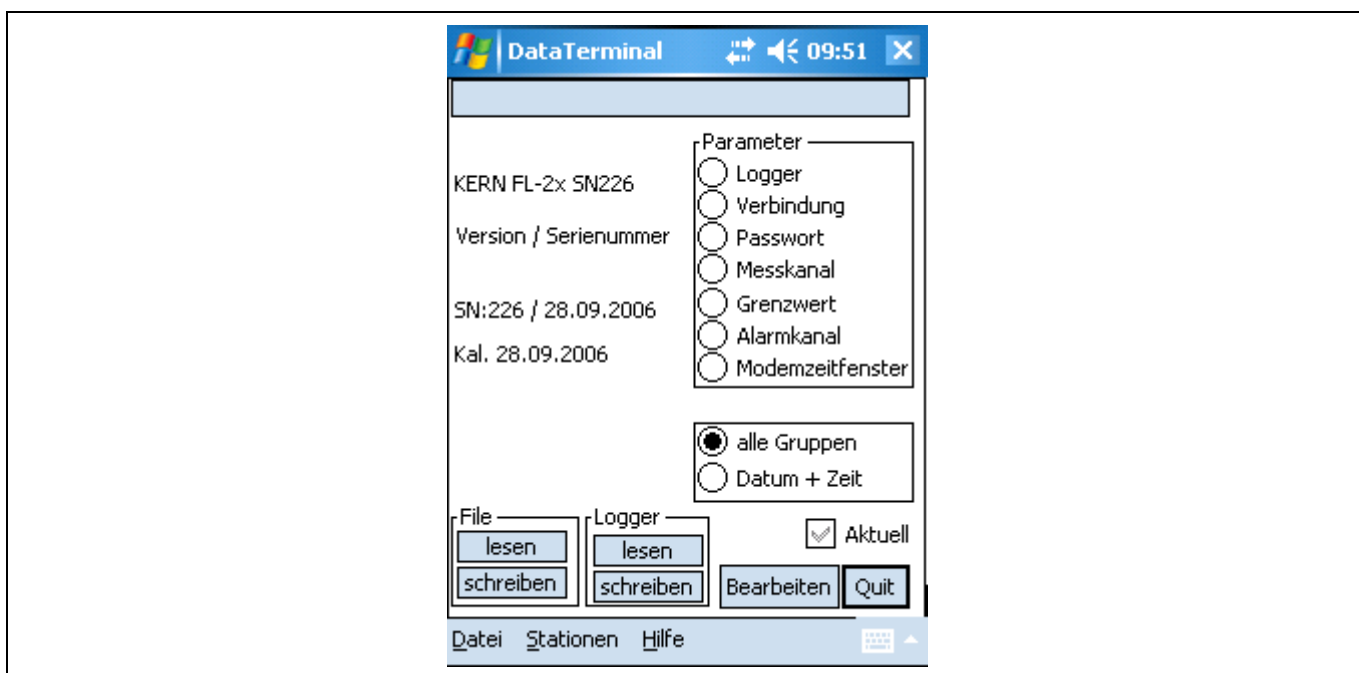 DataTerminal 09:51
Parameter
Logger
KERN FL-2x SN226
Verbindung
Version / Serienummer
Passwort
Messkanal
SN:226 / 28.09.2006
Grenzwert
Alarmkanal
Kal. 28.09.2006
Modemzeitfenster
alle Gruppen
Datum + Zeit
File
Logger
Aktuell
lesen
lesen
schreiben
schreiben
Bearbeiten
Quit
Datei Stationen Hilfe